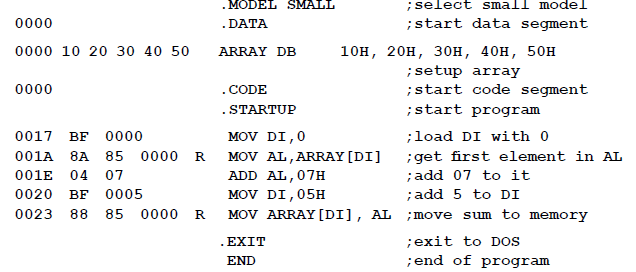 .MODEL SMALL ;select small model
0000 .DATA ;start data segment
0000 10 20 30 40 50 ARRAY DB 10H, 20H, 30H, 40H, 50H
;setup array
0000 .CODE ;start code segment
.STARTUP ;start program
0017 BF 0000 MOV DI,0 ;load DI with 0
001A 8A 85 0000 R MOV AL,ARRAY[DI] ;get first element in AL
001E 04 07 ADD AL,07H ;add 07 to it
0020 BF 0005 MOV DI,05H ;add 5 to DI
0023 88 85 0000 R MOV ARRAY[DI], AL ;move sum to memory
.EXIT ;exit to DOS
END ;end of program